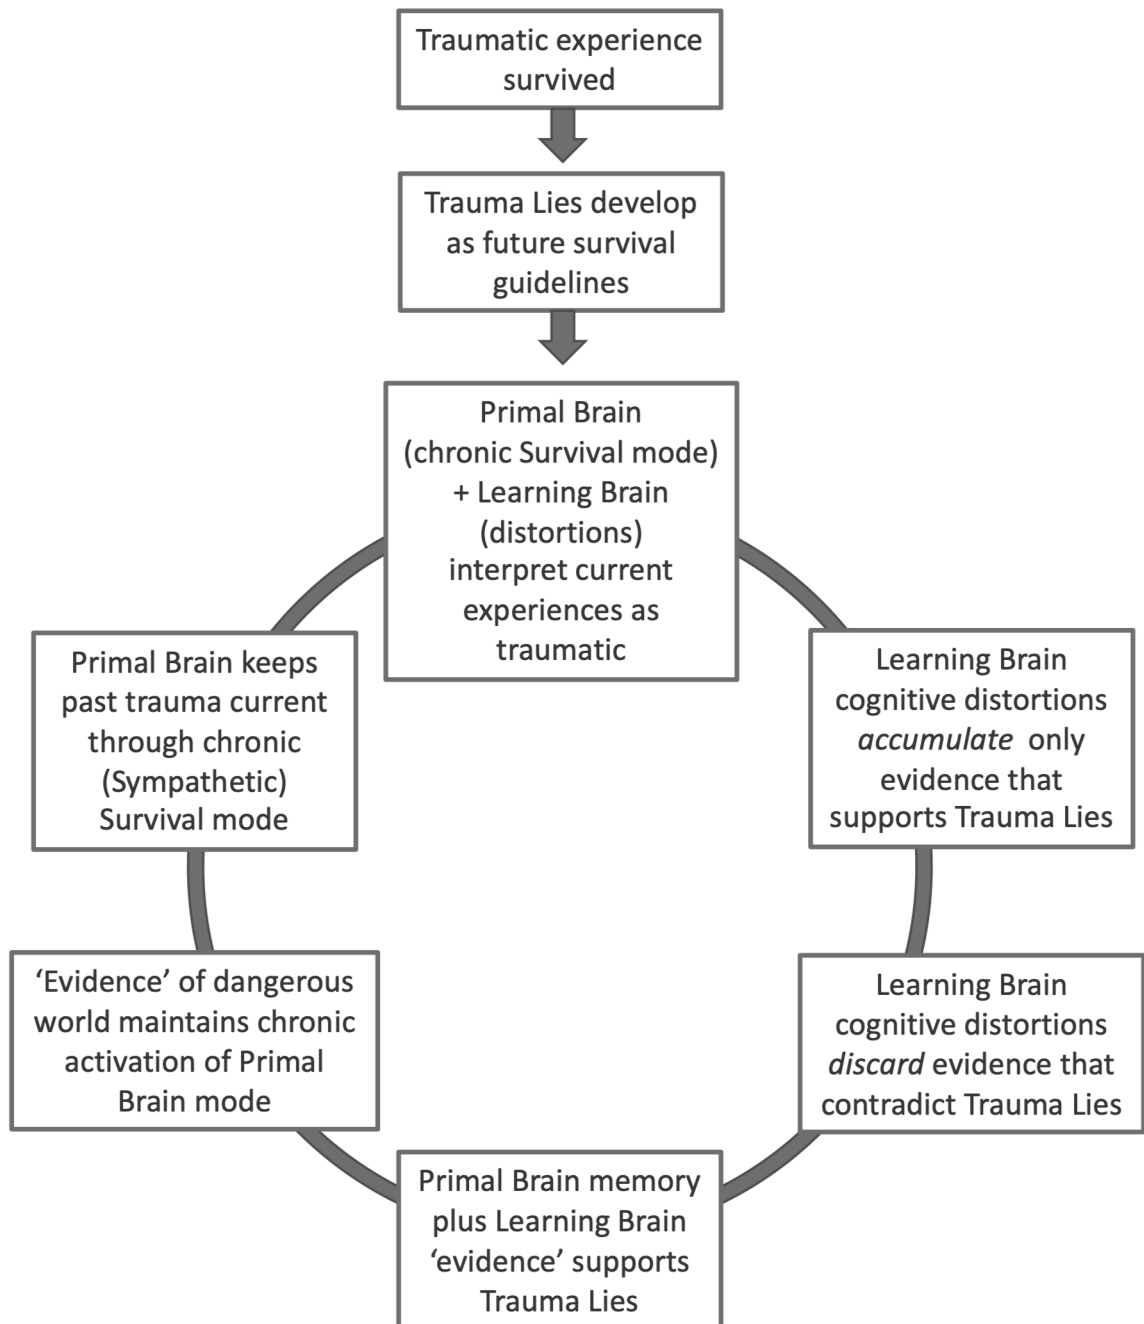 Traumatic experience
survived
Trauma Lies develop
as future survival
guidelines
Primal Brain
(chronic Survival mode)
+ Learning Brain
(distortions)
interpret current
experiences as
traumatic
Learning Brain
cognitive distortions
accumulate only
evidence that
supports Trauma Lies
Learning Brain
cognitive distortions
discard evidence that
contradict Trauma Lies
Primal Brain memory
plus Learning Brain
‘evidence’ supports
Trauma Lies
‘Evidence’ of dangerous
world maintains chronic
activation of Primal
Brain mode
Primal Brain keeps
past trauma current
through chronic
(Sympathetic)
Survival mode